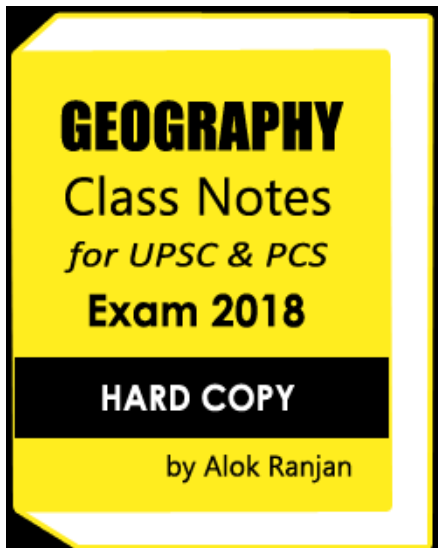 GEOGRAPHY
Class Notes
for UPSC & PCS
Exam 2018
HARD COPY
by Alok Ranjan